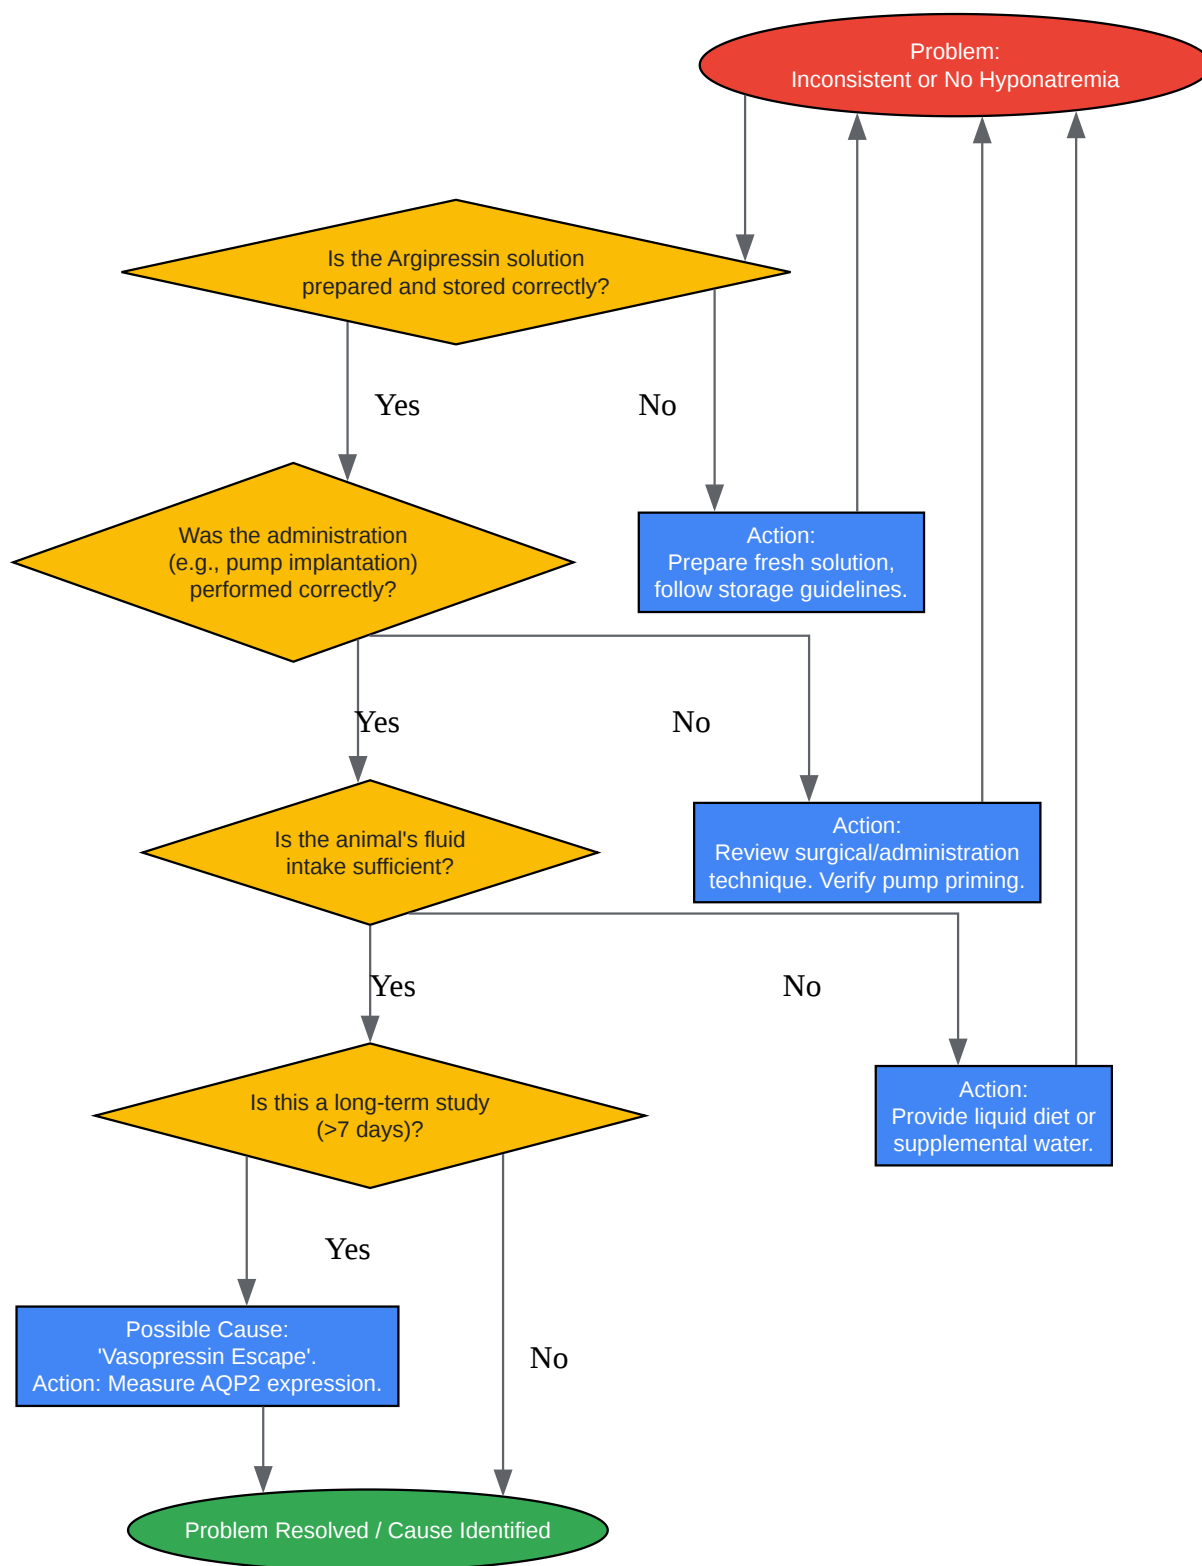 Problem:
Inconsistent or No Hyponatremia
Is the Argipressin solution
prepared and stored correctly?
Yes
No
Was the administration
(e.g., pump implantation)
performed correctly?
Action:
Prepare fresh solution,
follow storage guidelines.
Yes
No
Is the animal's fluid
intake sufficient?
Action:
Review surgical/administration
technique. Verify pump priming.
Yes
No
Is this a long-term study
(>7 days)?
Action:
Provide liquid diet or
supplemental water.
Yes
No
Possible Cause:
'Vasopressin Escape'.
Action: Measure AQP2 expression.
Problem Resolved / Cause Identified